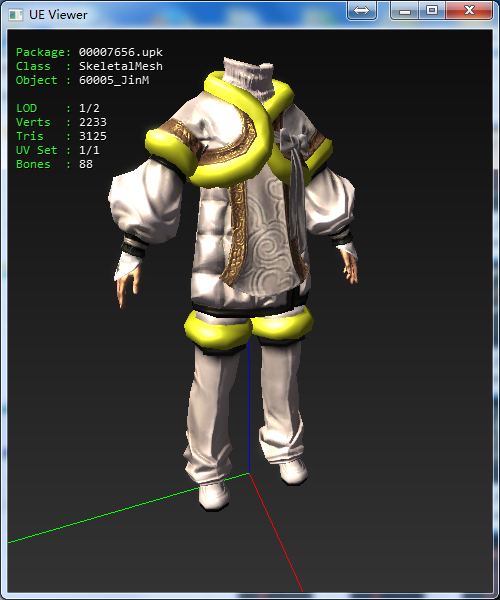 UE Viewer
Package: 00007656.upk
Class : SkeletalMesh
Object : 60005_JinM
LOD : 1/2
Verts : 2233
Tris : 3125
UV Set : 1/1
Bones : 88